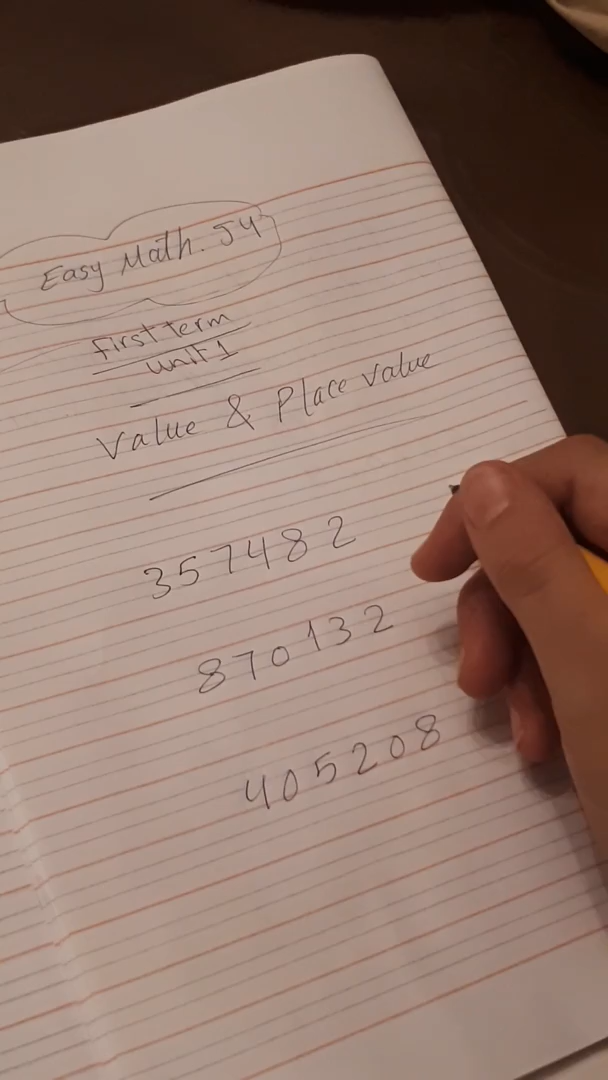 Easy Math. J4
first term
unit 1
Value & Place value
357482
870132
405208